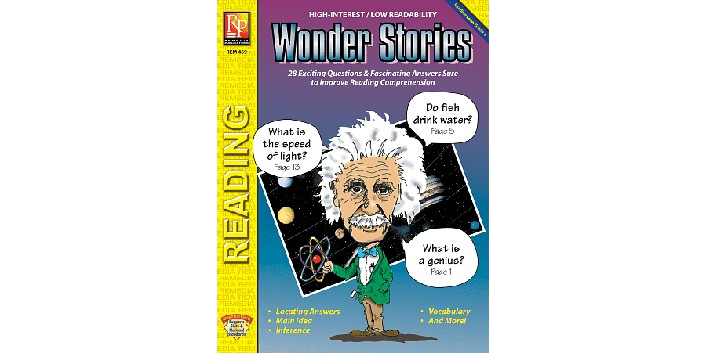 HIGH-INTEREST / LOW READABILITY
Wonder Stories
28 Exciting Questions & Fascinating Answers Sure
to Improve Reading Comprehension
READING
Do fish
drink water?
Page 5
What is
the speed
of light?
Page 13
What is
a genius?
Page 1
• Locating Answers
• Main Idea
• Inference
• Vocabulary
• And More!